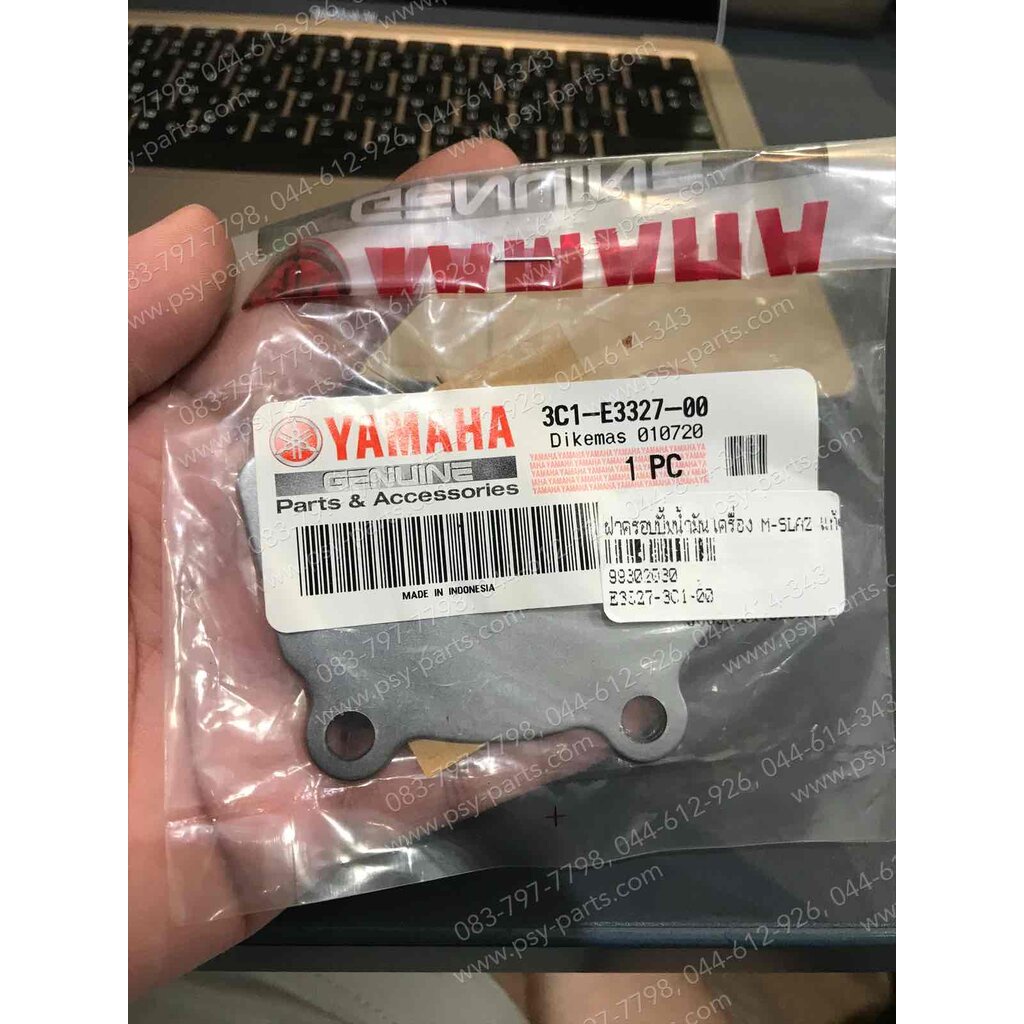 GENUINE
YAMAHA
YAMAHA
GENUINE
Parts & Accessories
3C1-E3327-00
Dikemas 010720
1 PC
MADE IN INDONESIA
ฝาครอบปั๊มน้ำมันเครื่อง M-SLAZ แท้
99302030
E3327-3C1-00
083-797-7798, 044-612-926, 044-614-343
www.psy-parts.com